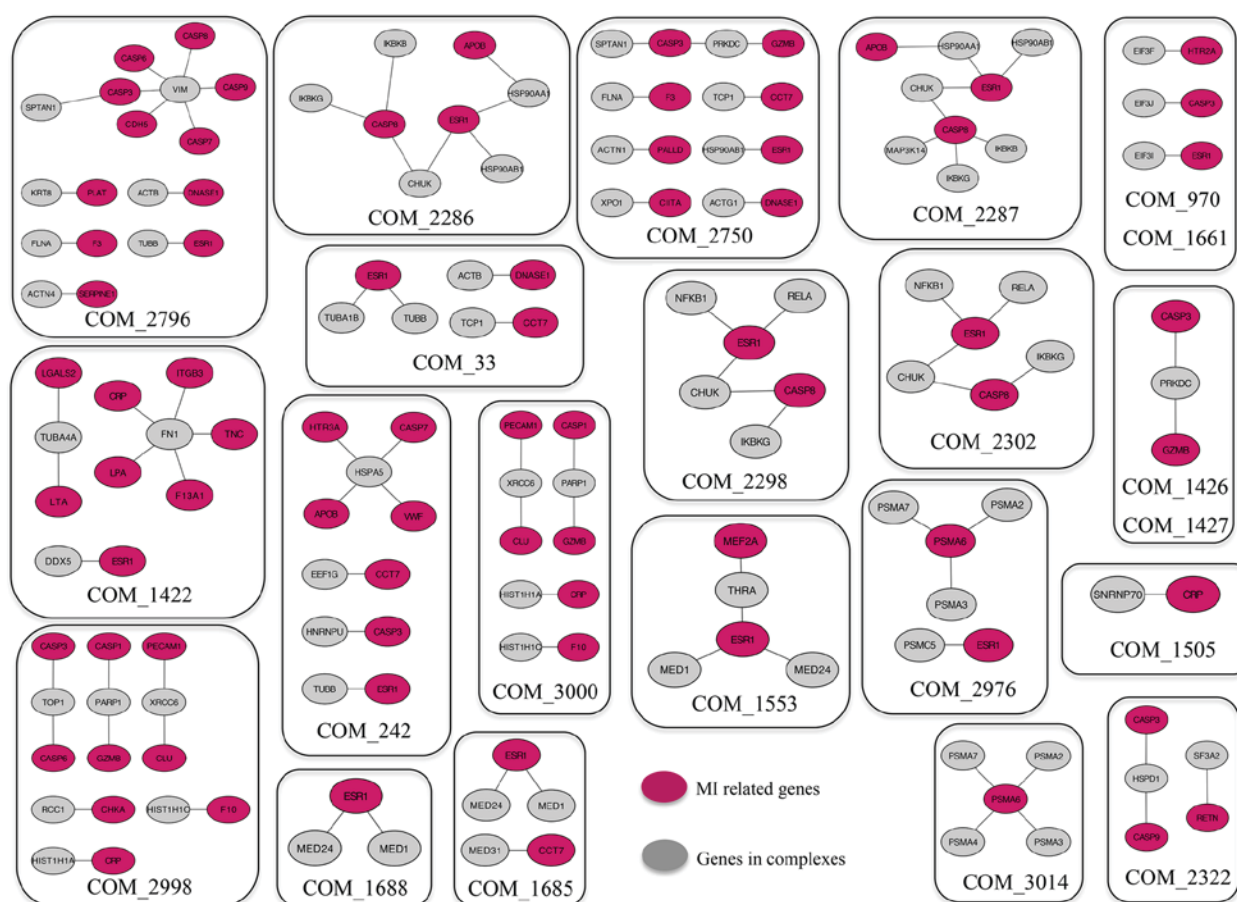 CASP8
CASP6
VIM
CASP9
SPTAN1
CASP3
CDH5
CASP7
KRT8
PLAT
ACTB
DNASE1
FLNA
F3
TUBB
ESR1
ACTN4
SERPINE1
COM_2796
IKBKB
APOB
IKBKG
HSP90AA1
CASP8
ESR1
HSP90AB1
CHUK
COM_2286
SPTAN1
CASP3
PRKDC
GZMB
FLNA
F3
TCP1
CCT7
ACTN1
PALLD
HSP90AB1
ESR1
XPO1
CIITA
ACTG1
DNASE1
COM_2750
APOB
HSP90AA1
HSP90AB1
CHUK
ESR1
CASP8
MAP3K14
IKBKB
IKBKG
COM_2287
EIF3F
HTR2A
EIF3J
CASP3
EIF3I
ESR1
COM_970
COM_1661
ESR1
ACTB
DNASE1
TUBA1B
TUBB
TCP1
CCT7
COM_33
NFKB1
RELA
ESR1
CHUK
CASP8
IKBKG
COM_2298
NFKB1
RELA
ESR1
IKBKG
CHUK
CASP8
COM_2302
CASP3
PRKDC
GZMB
COM_1426
COM_1427
LGALS2
ITGB3
CRP
TUBA4A
FN1
TNC
LPA
LTA
F13A1
DDX5
ESR1
COM_1422
HTR3A
CASP7
HSPA5
APOB
VWF
EEF1G
CCT7
HNRNPU
CASP3
TUBB
ESR1
COM_242
PECAM1
CASP1
XRCC6
PARP1
CLU
GZMB
HIST1H1A
CRP
HIST1H1C
F10
COM_3000
MEF2A
THRA
ESR1
MED1
MED24
COM_1553
PSMA7
PSMA2
PSMA6
PSMA3
PSMC5
ESR1
COM_2976
SNRNP70
CRP
COM_1505
CASP3
CASP1
PECAM1
TOP1
PARP1
XRCC6
CASP6
GZMB
CLU
RCC1
CHKA
HIST1H1C
F10
HIST1H1A
CRP
COM_2998
ESR1
MED24
MED1
COM_1688
ESR1
MED24
MED1
MED31
CCT7
COM_1685
MI related genes
Genes in complexes
PSMA7
PSMA2
PSMA6
PSMA4
PSMA3
COM_3014
CASP3
SF3A2
HSPD1
RETN
CASP9
COM_2322